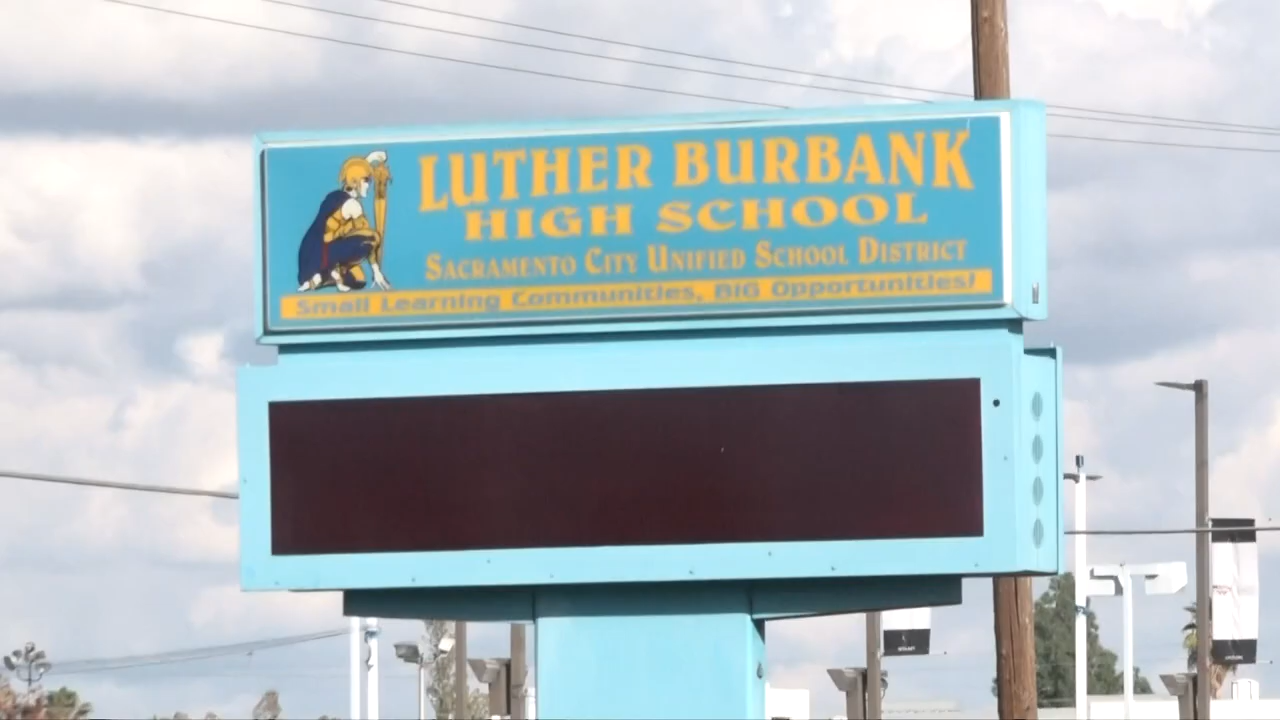 LUTHER BURBANK
HIGH SCHOOL
SACRAMENTO CITY UNIFIED SCHOOL DISTRICT
Small Learning Communities, BIG Opportunities!